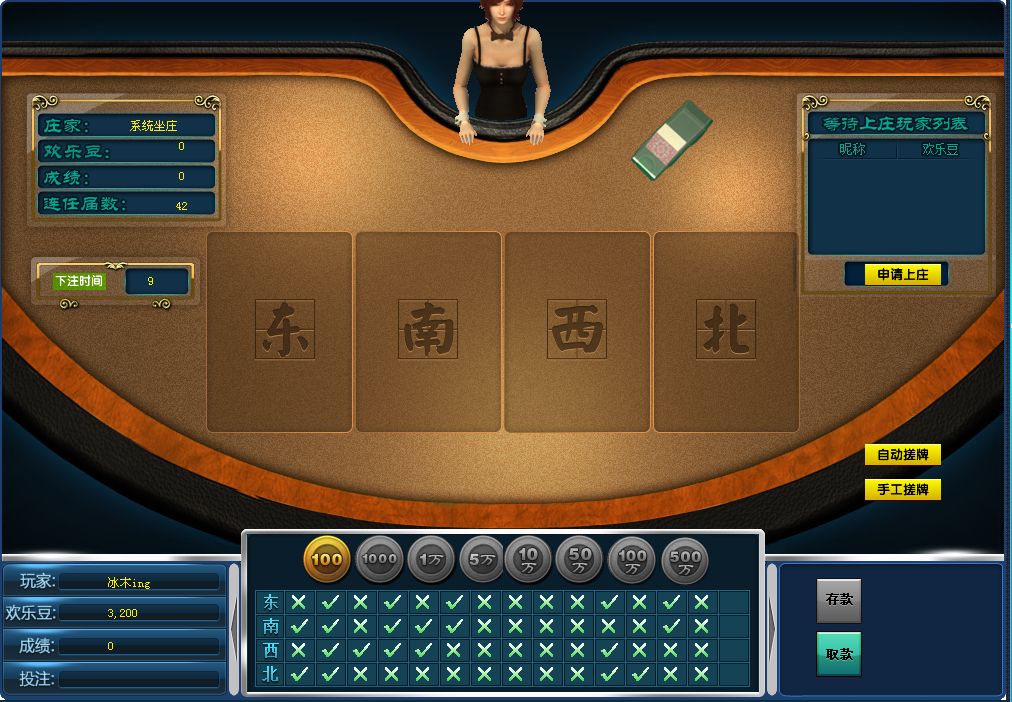 庄家: 系统坐庄
欢乐豆: 0
成绩: 0
连任届数: 42
下注时间 9
等待上庄玩家列表
昵称 欢乐豆
申请上庄
东 南 西 北
自动搓牌
手工搓牌
100 1000 1万 5万 10万 50万 100万 500万
东 ✕ ✓ ✕ ✓ ✕ ✓ ✕ ✕ ✕ ✕ ✓ ✕ ✓ ✕
南 ✓ ✓ ✕ ✓ ✓ ✓ ✕ ✕ ✕ ✕ ✕ ✕ ✓ ✕
西 ✕ ✓ ✓ ✓ ✓ ✕ ✕ ✕ ✕ ✕ ✓ ✕ ✕ ✕
北 ✓ ✓ ✕ ✕ ✕ ✕ ✕ ✕ ✕ ✕ ✓ ✓ ✕ ✕
玩家: 冰术ing
欢乐豆: 3,200
成绩: 0
投注:
存款
取款